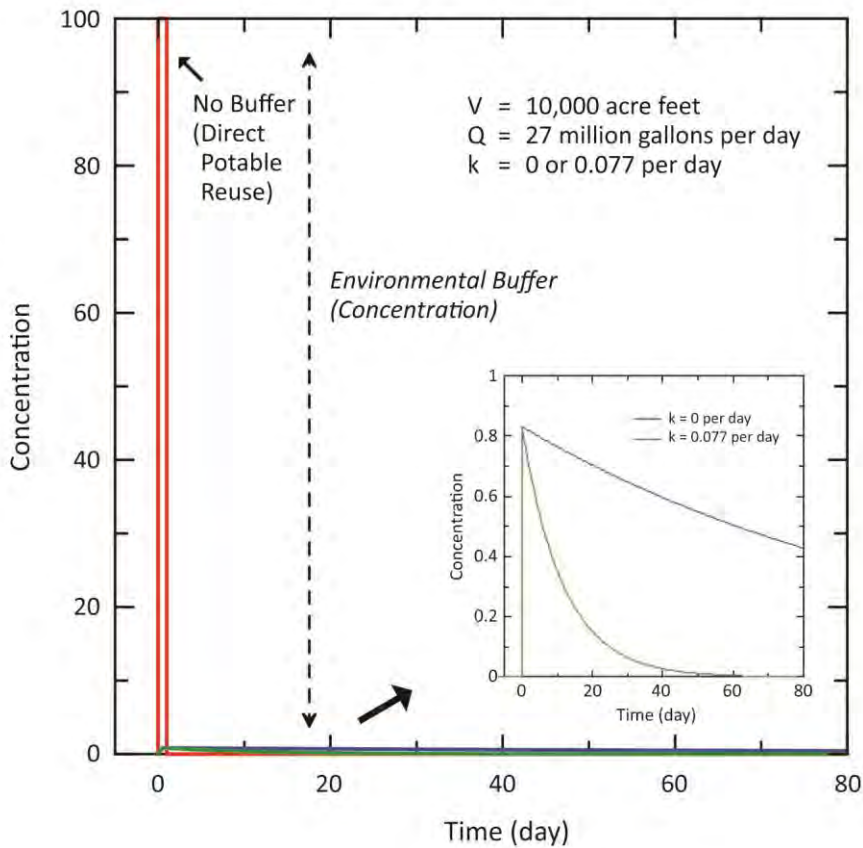 100
80
60
40
20
0
Concentration
No Buffer
(Direct
Potable
Reuse)
V = 10,000 acre feet
Q = 27 million gallons per day
k = 0 or 0.077 per day
Environmental Buffer
(Concentration)
1
0.8
0.6
0.4
0.2
0
Concentration
k = 0 per day
k = 0.077 per day
0 20 40 60 80
Time (day)
0 20 40 60 80
Time (day)